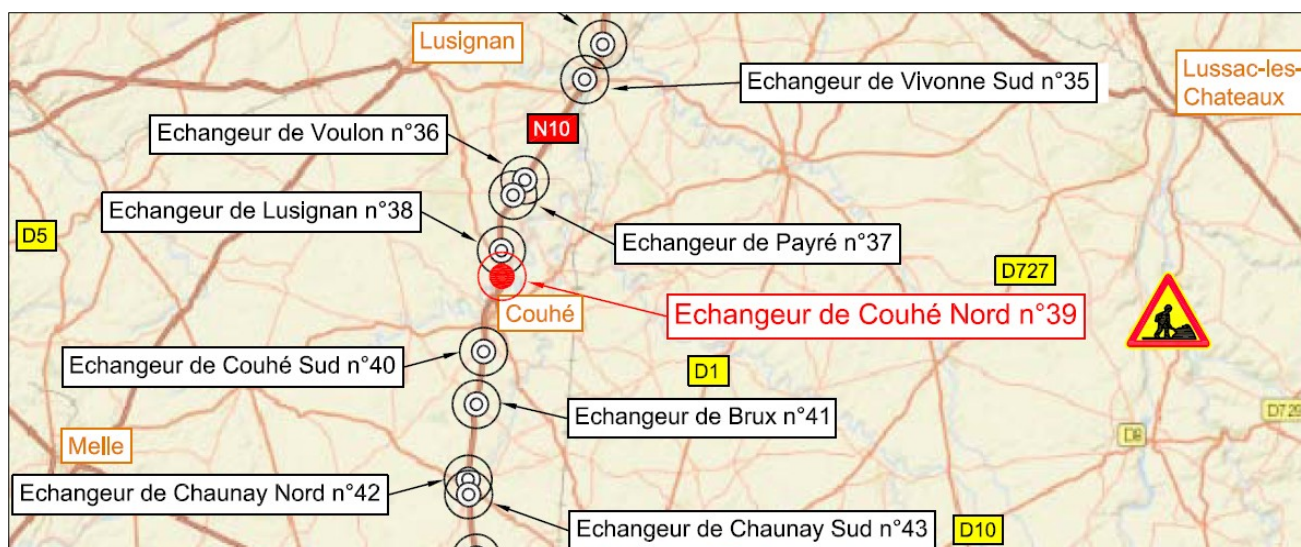 Lusignan
Echangeur de Vivonne Sud n°35
Lussac-les-
Chateaux
Echangeur de Voulon n°36
N10
Echangeur de Lusignan n°38
D5
Echangeur de Payré n°37
D727
Couhé
Echangeur de Couhé Nord n°39
Echangeur de Couhé Sud n°40
D1
Echangeur de Brux n°41
D729
D8
Melle
Echangeur de Chaunay Nord n°42
Echangeur de Chaunay Sud n°43
D10